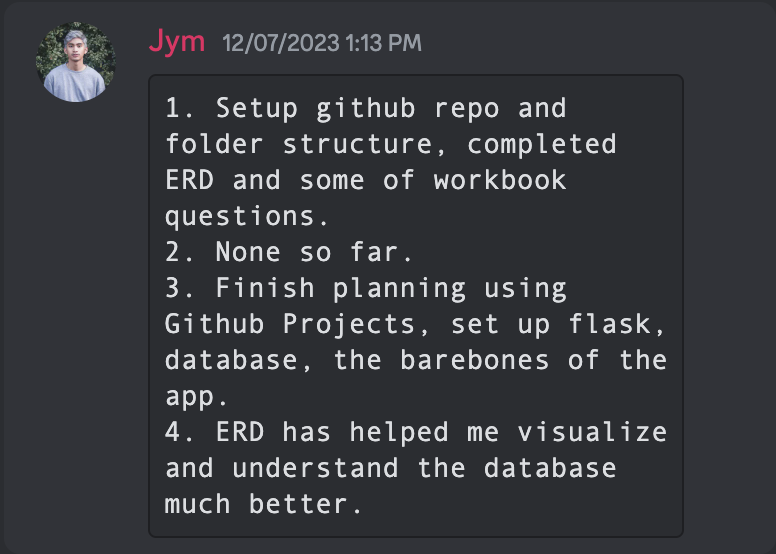 Jym 12/07/2023 1:13 PM
1. Setup github repo and
folder structure, completed
ERD and some of workbook
questions.
2. None so far.
3. Finish planning using
Github Projects, set up flask,
database, the barebones of the
app.
4. ERD has helped me visualize
and understand the database
much better.